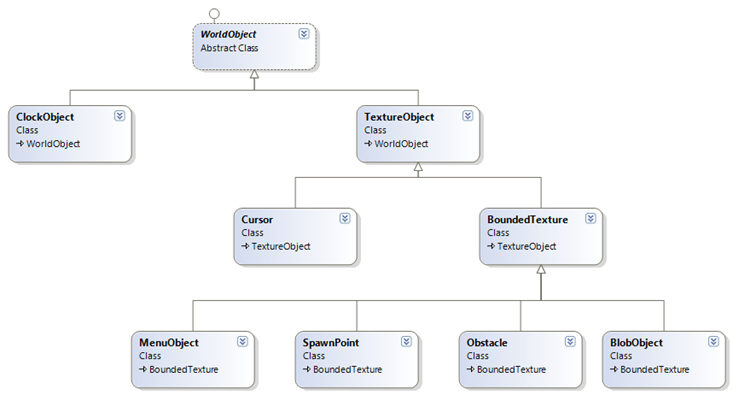 WorldObject
Abstract Class
ClockObject
Class
WorldObject
TextureObject
Class
WorldObject
Cursor
Class
TextureObject
BoundedTexture
Class
TextureObject
MenuObject
Class
BoundedTexture
SpawnPoint
Class
BoundedTexture
Obstacle
Class
BoundedTexture
BlobObject
Class
BoundedTexture